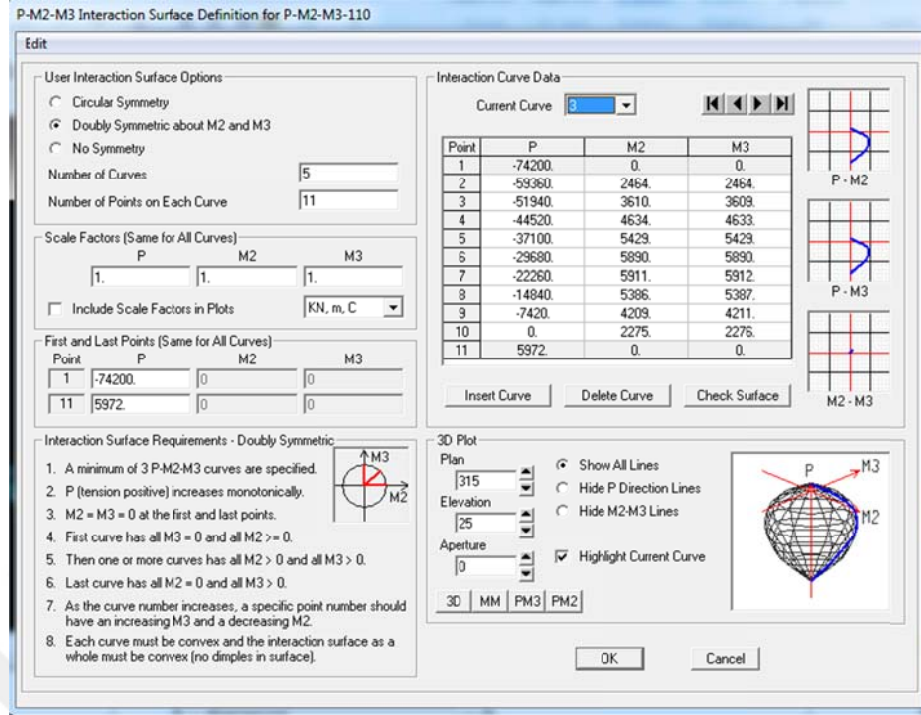 P-M2-M3 Interaction Surface Definition for P-M2-M3-110
Edit
User Interaction Surface Options
Circular Symmetry
Doubly Symmetric about M2 and M3
No Symmetry
Number of Curves 5
Number of Points on Each Curve 11
Scale Factors (Same for All Curves)
P M2 M3
1. 1. 1.
Include Scale Factors in Plots KN, m, C
First and Last Points (Same for All Curves)
Point P M2 M3
1 -74200. 0 0
11 5972. 0 0
Interaction Surface Requirements - Doubly Symmetric
1. A minimum of 3 P-M2-M3 curves are specified.
2. P (tension positive) increases monotonically.
3. M2 = M3 = 0 at the first and last points.
4. First curve has all M3 = 0 and all M2 >= 0.
5. Then one or more curves has all M2 > 0 and all M3 > 0.
6. Last curve has all M2 = 0 and all M3 > 0.
7. As the curve number increases, a specific point number should
have an increasing M3 and a decreasing M2.
8. Each curve must be convex and the interaction surface as a
whole must be convex (no dimples in surface).
M3
M2
Interaction Curve Data
Current Curve 3
Point P M2 M3
1 -74200. 0. 0.
2 -59360. 2464. 2464.
3 -51940. 3610. 3609.
4 -44520. 4634. 4633.
5 -37100. 5429. 5429.
6 -29680. 5890. 5890.
7 -22260. 5911. 5912.
8 -14840. 5386. 5387.
9 -7420. 4209. 4211.
10 0. 2275. 2276.
11 5972. 0. 0.
P - M2
P - M3
M2 - M3
Insert Curve Delete Curve Check Surface
3D Plot
Plan
315
Elevation
25
Aperture
0
Show All Lines
Hide P Direction Lines
Hide M2-M3 Lines
Highlight Current Curve
3D MM PM3 PM2
P M3
M2
OK Cancel